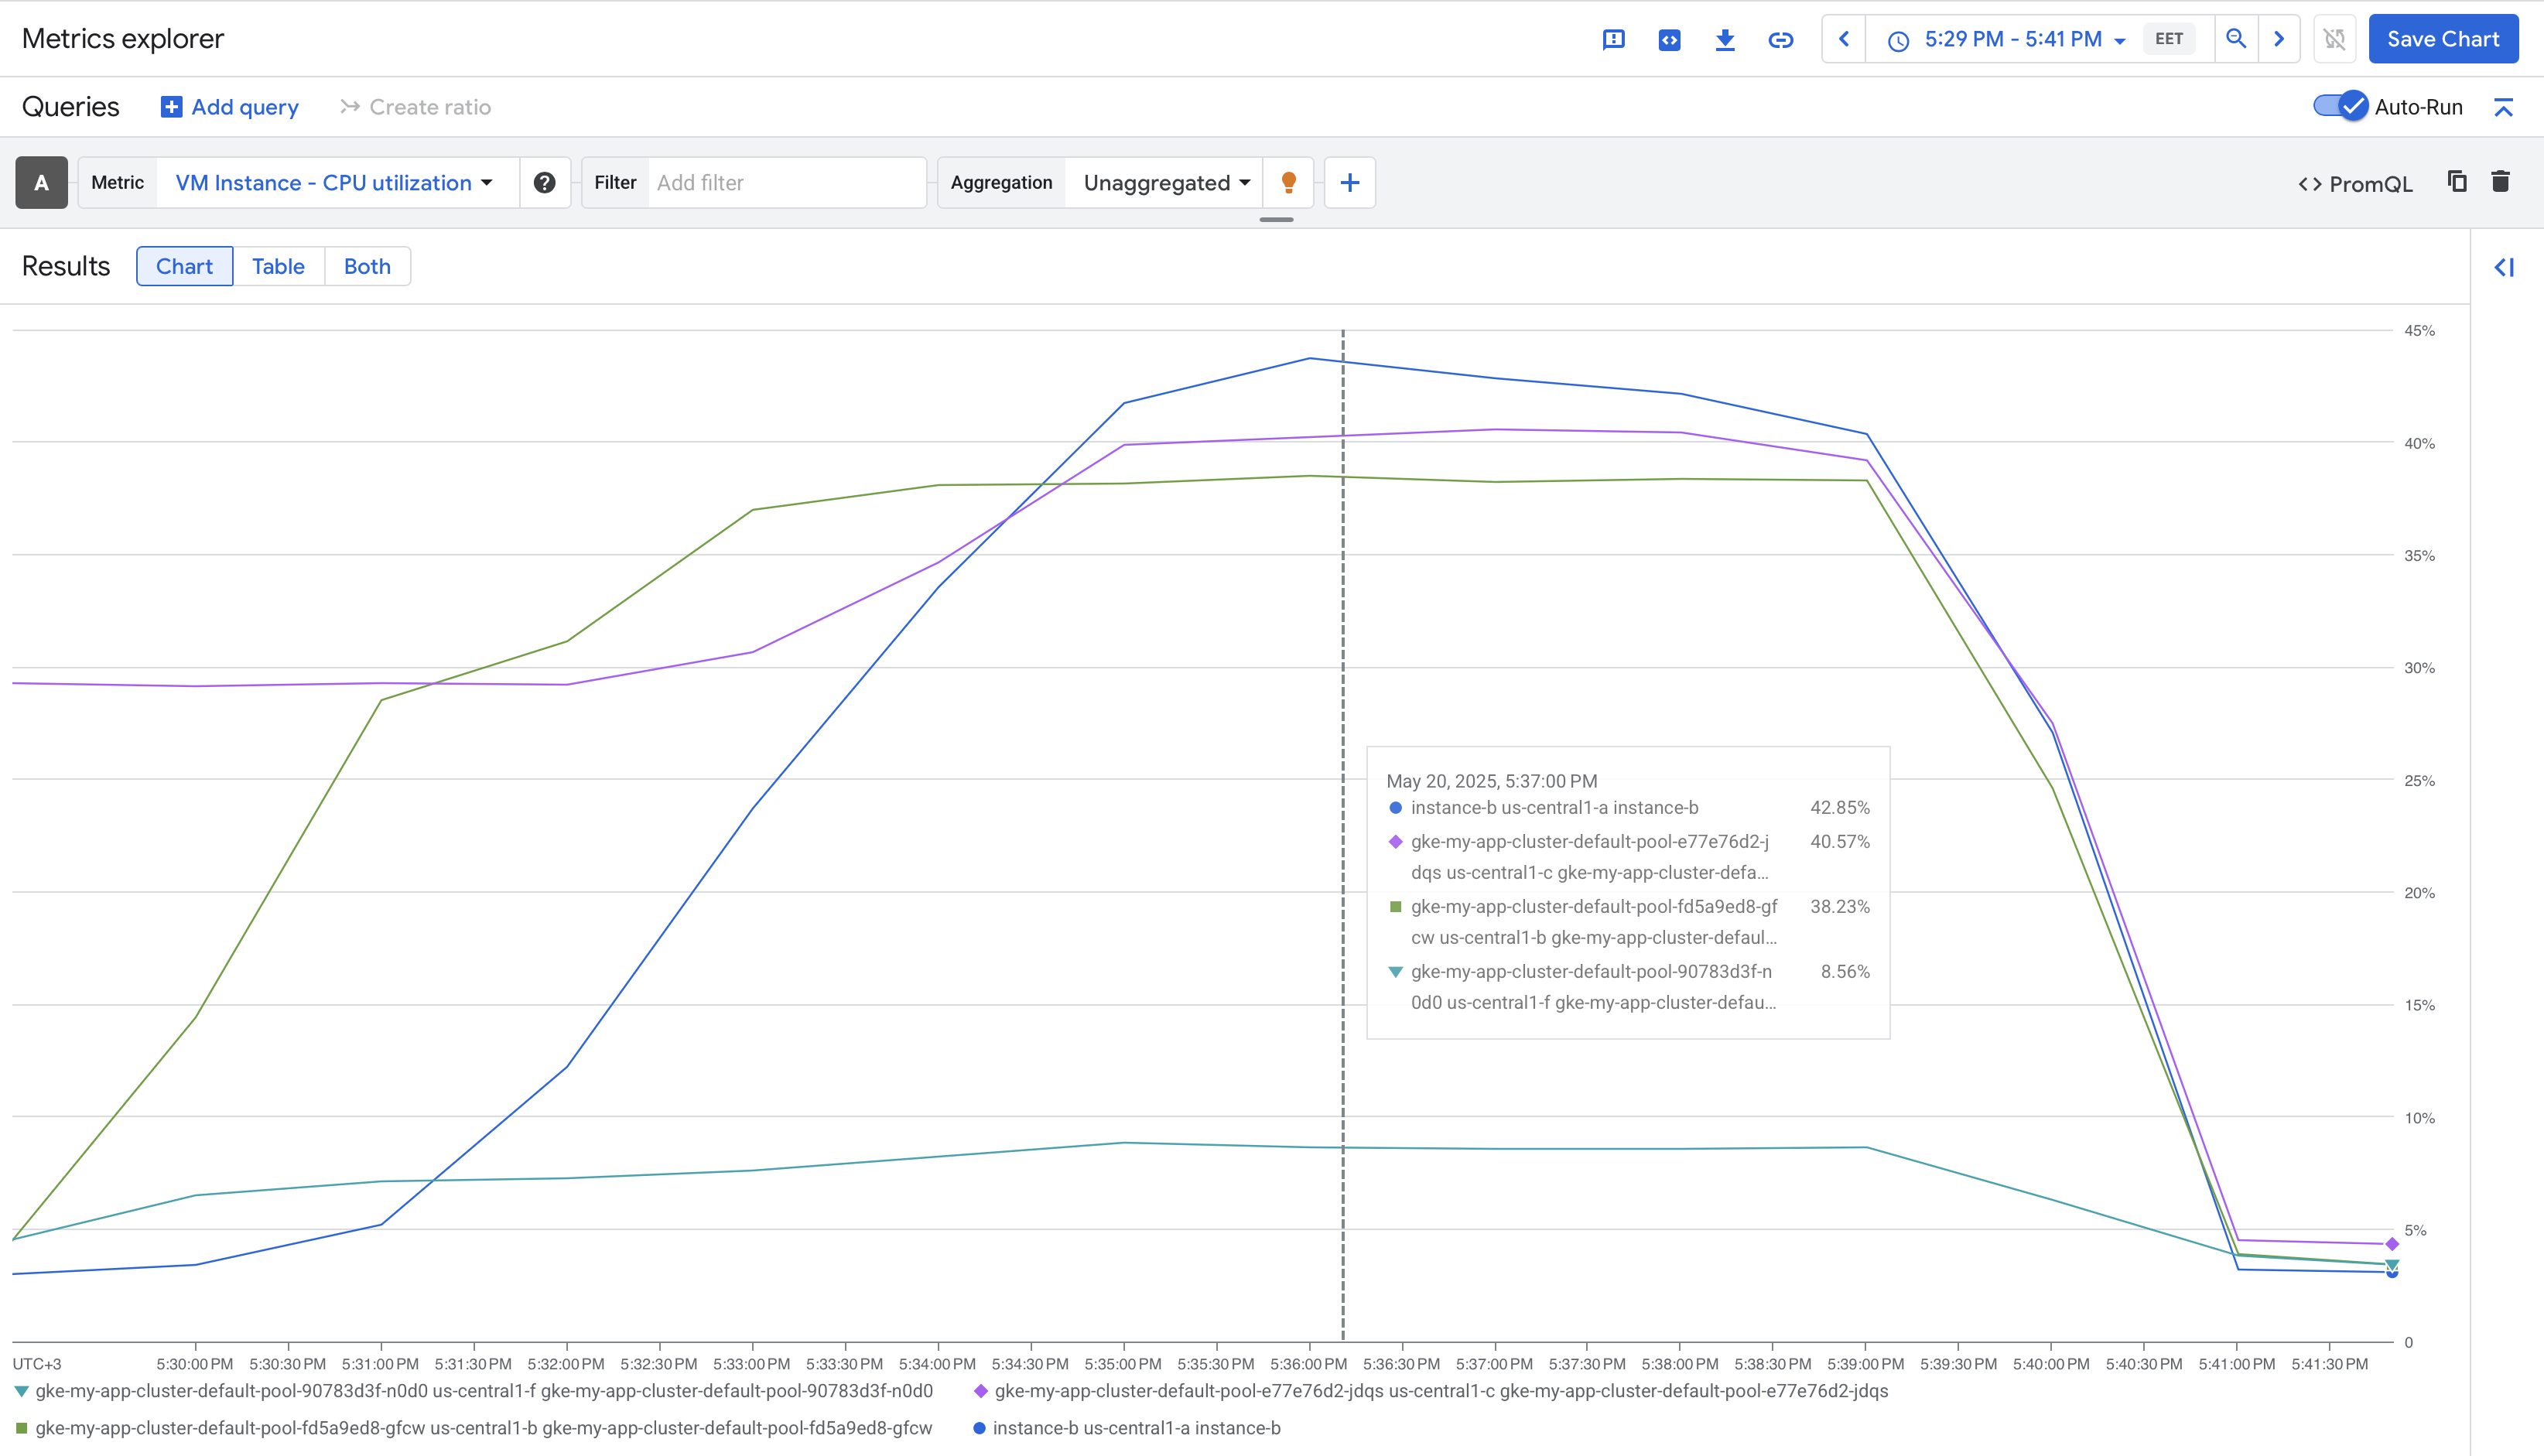 Metrics explorer
5:29 PM - 5:41 PM
EET
Save Chart
Queries
Add query
Create ratio
Auto-Run
A
Metric
VM Instance - CPU utilization
Filter
Add filter
Aggregation
Unaggregated
<> PromQL
Results
Chart
Table
Both
45%
40%
35%
30%
25%
20%
15%
10%
5%
0
May 20, 2025, 5:37:00 PM
instance-b us-central1-a instance-b 42.85%
gke-my-app-cluster-default-pool-e77e76d2-j 40.57%
dqs us-central1-c gke-my-app-cluster-defa...
gke-my-app-cluster-default-pool-fd5a9ed8-gf 38.23%
cw us-central1-b gke-my-app-cluster-defaul...
gke-my-app-cluster-default-pool-90783d3f-n 8.56%
0d0 us-central1-f gke-my-app-cluster-defau...
UTC+3 5:30:00 PM 5:30:30 PM 5:31:00 PM 5:31:30 PM 5:32:00 PM 5:32:30 PM 5:33:00 PM 5:33:30 PM 5:34:00 PM 5:34:30 PM 5:35:00 PM 5:35:30 PM 5:36:00 PM 5:36:30 PM 5:37:00 PM 5:37:30 PM 5:38:00 PM 5:38:30 PM 5:39:00 PM 5:39:30 PM 5:40:00 PM 5:40:30 PM 5:41:00 PM 5:41:30 PM
gke-my-app-cluster-default-pool-90783d3f-n0d0 us-central1-f gke-my-app-cluster-default-pool-90783d3f-n0d0
gke-my-app-cluster-default-pool-e77e76d2-jdqs us-central1-c gke-my-app-cluster-default-pool-e77e76d2-jdqs
gke-my-app-cluster-default-pool-fd5a9ed8-gfcw us-central1-b gke-my-app-cluster-default-pool-fd5a9ed8-gfcw
instance-b us-central1-a instance-b